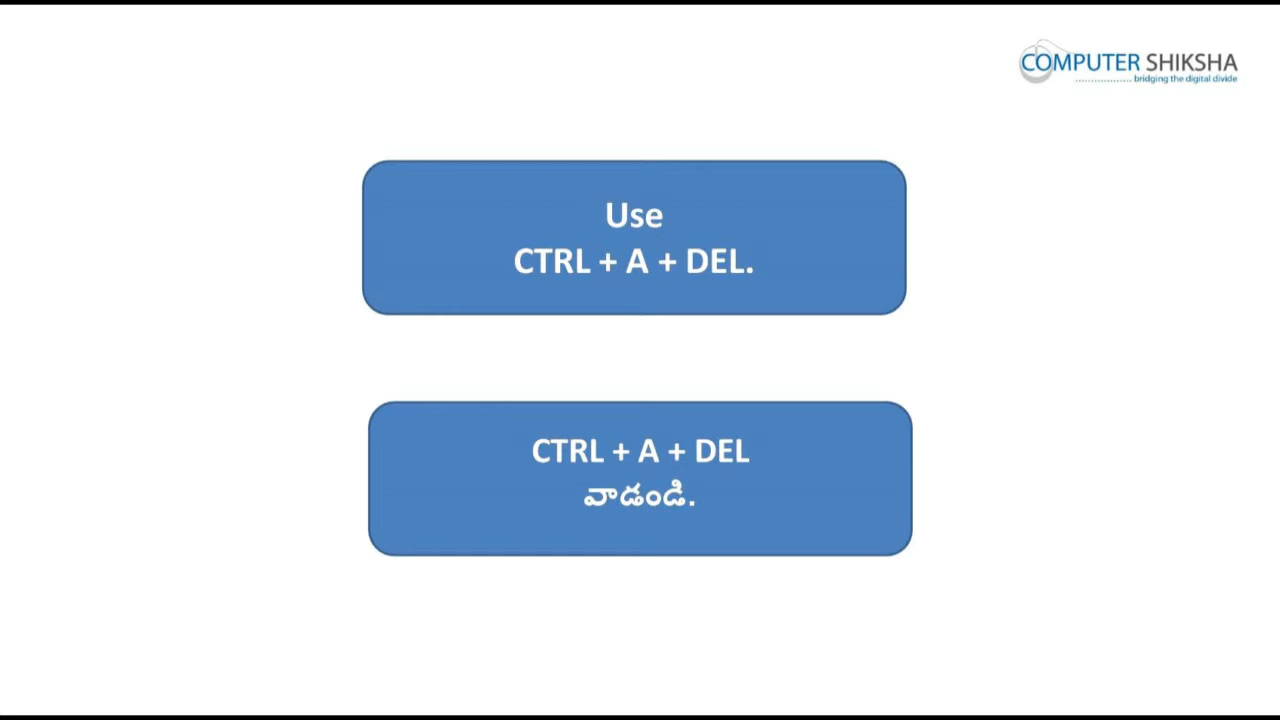 COMPUTER SHIKSHA
bridging the digital divide
Use
CTRL + A + DEL.
CTRL + A + DEL
వాడండి.